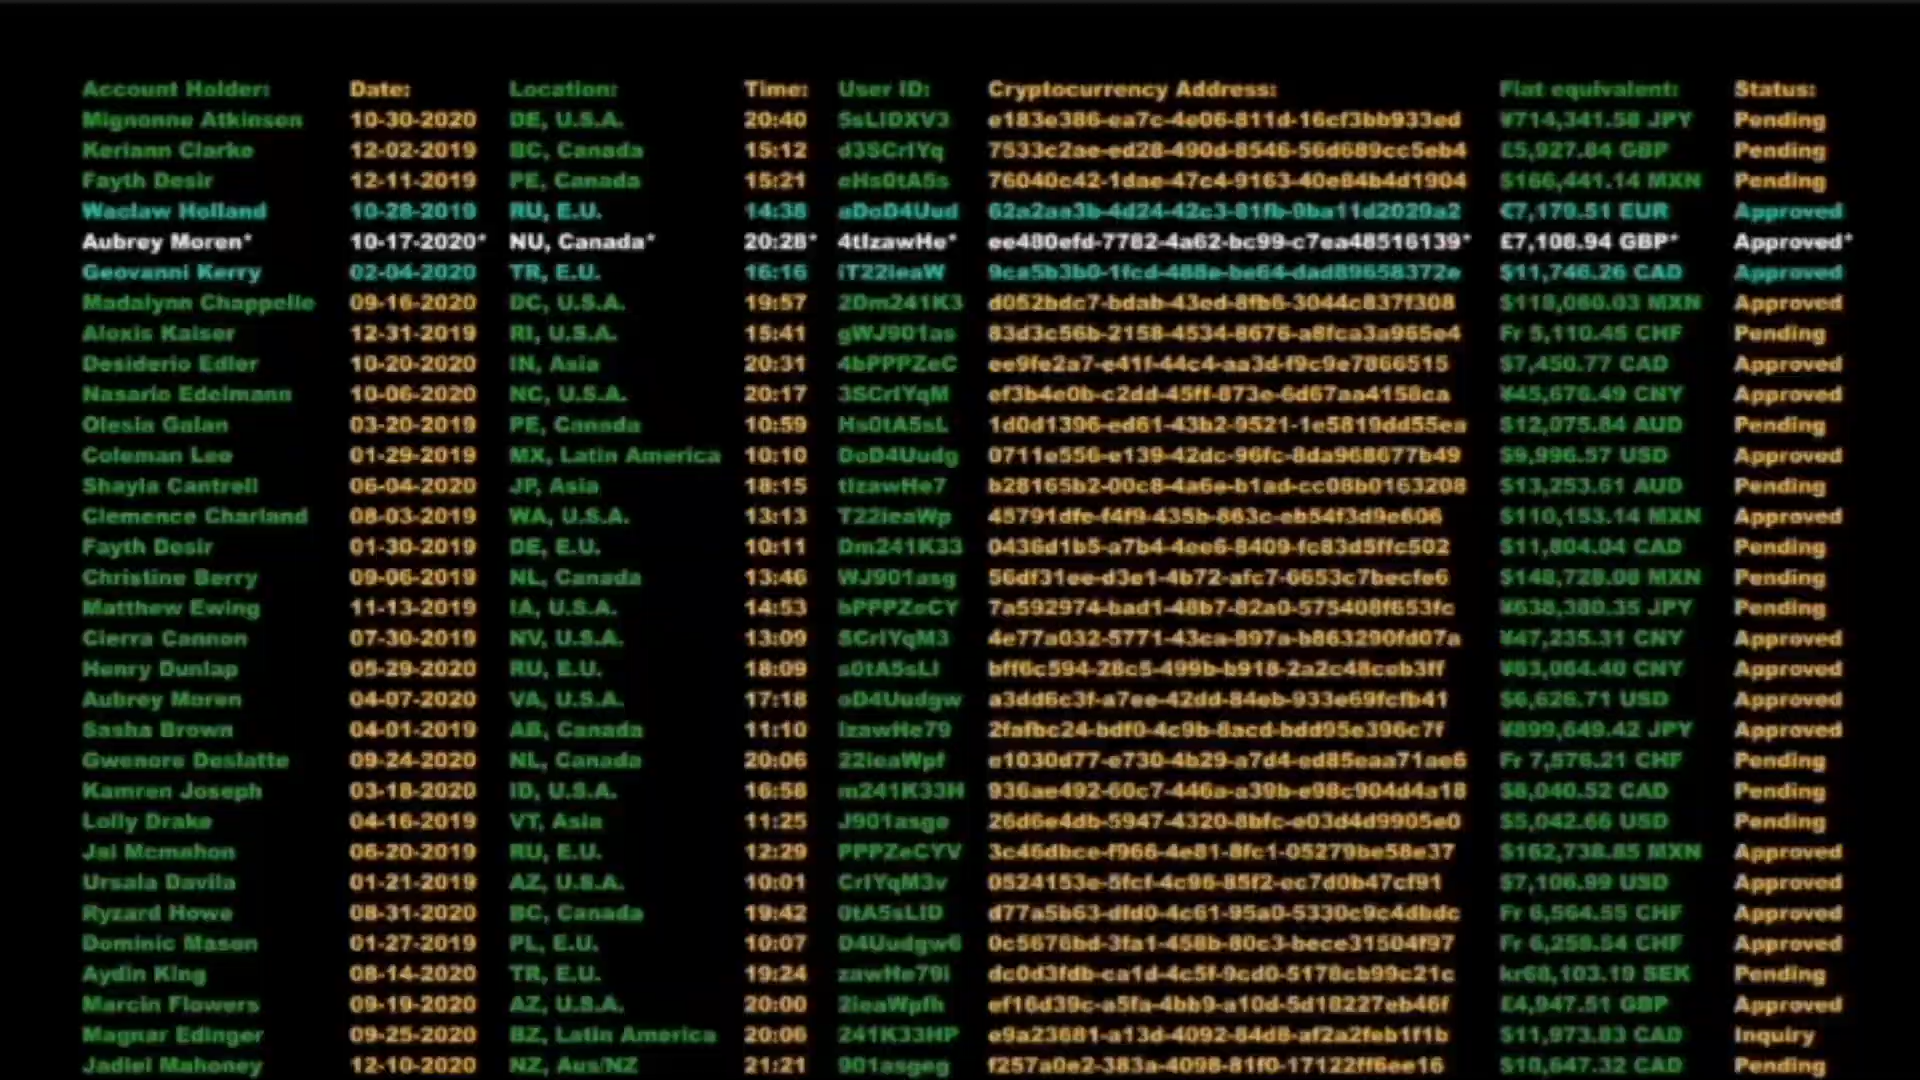 Account Holder: Date: Location: Time: User ID: Cryptocurrency Address: Fiat equivalent: Status:
Mignonne Atkinson 10-30-2020 DE, U.S.A. 20:40 5sLIDXV3 e183e386-ea7c-4e06-811d-16cf3bb933ed ¥714,341.58 JPY Pending
Keriann Clarke 12-02-2019 BC, Canada 15:12 d3SCrIYq 7533c2ae-ed28-490d-8546-56d689cc5eb4 £5,927.84 GBP Pending
Fayth Desir 12-11-2019 PE, Canada 15:21 eHs0tA5s 76040c42-1dae-47c4-9163-40e84b4d1904 $166,441.14 MXN Pending
Waclaw Holland 10-28-2019 RU, E.U. 14:38 aDoD4Uud 62a2aa3b-4d24-42c3-81fb-9ba11d2020a2 €7,170.51 EUR Approved
Aubrey Moren* 10-17-2020* NU, Canada* 20:28* 4tIzawHe* ee480efd-7782-4a62-bc99-c7ea48516139* £7,108.94 GBP* Approved*
Geovanni Kerry 02-04-2020 TR, E.U. 16:16 iT22ieaW 9ca5b3b0-1fcd-488e-be64-dad89658372e $11,746.26 CAD Approved
Madalynn Chappelle 09-16-2020 DC, U.S.A. 19:57 2Dm241K3 d052bdc7-bdab-43ed-8fb6-3044c837f308 $118,060.03 MXN Approved
Alexis Kaiser 12-31-2019 RI, U.S.A. 15:41 gWJ901as 83d3c56b-2158-4534-8676-a8fca3a965e4 Fr 5,110.45 CHF Pending
Desiderio Edler 10-20-2020 IN, Asia 20:31 4bPPPZeC ee9fe2a7-e41f-44c4-aa3d-f9c9e7866515 $7,450.77 CAD Approved
Nasario Edelmann 10-06-2020 NC, U.S.A. 20:17 3SCrIYqM ef3b4e0b-c2dd-45ff-873e-6d67aa4158ca ¥45,676.49 CNY Approved
Olesia Galan 03-20-2019 PE, Canada 10:59 Hs0tA5sL 1d0d1396-ed61-43b2-9521-1e5819dd55ea $12,075.84 AUD Pending
Coleman Lee 01-29-2019 MX, Latin America 10:10 DoD4Uudg 0711e556-e139-42dc-96fc-8da968677b49 $9,996.57 USD Approved
Shayla Cantrell 06-04-2020 JP, Asia 18:15 tIzawHe7 b28165b2-00c8-4a6e-b1ad-cc08b0163208 $13,253.61 AUD Pending
Clemence Charland 08-03-2019 WA, U.S.A. 13:13 T22ieaWp 45791dfe-f4f9-435b-863c-eb54f3d9e606 $110,153.14 MXN Approved
Fayth Desir 01-30-2019 DE, E.U. 10:11 Dm241K33 0436d1b5-a7b4-4ee6-8409-fc83d5ffc502 $11,804.04 CAD Pending
Christine Berry 09-06-2019 NL, Canada 13:46 WJ901asg 56df31ee-d3e1-4b72-afc7-6653c7becfe6 $148,728.08 MXN Pending
Matthew Ewing 11-13-2019 IA, U.S.A. 14:53 bPPPZeCY 7a592974-bad1-48b7-82a0-575408f653fc ¥638,380.35 JPY Pending
Cierra Cannon 07-30-2019 NV, U.S.A. 13:09 SCrIYqM3 4e77a032-5771-43ca-897a-b863290fd07a ¥47,235.31 CNY Approved
Henry Dunlap 05-29-2020 RU, E.U. 18:09 s0tA5sLI bff6c594-28c5-499b-b918-2a2c48ceb3ff ¥63,064.40 CNY Approved
Aubrey Moren 04-07-2020 VA, U.S.A. 17:18 oD4Uudgw a3dd6c3f-a7ee-42dd-84eb-933e69fcfb41 $6,626.71 USD Approved
Sasha Brown 04-01-2019 AB, Canada 11:10 IzawHe79 2fafbc24-bdf0-4c9b-8acd-bdd95e396c7f ¥899,649.42 JPY Approved
Gwenore Deslatte 09-24-2020 NL, Canada 20:06 22ieaWpf e1030d77-e730-4b29-a7d4-ed85eaa71ae6 Fr 7,576.21 CHF Pending
Kamren Joseph 03-18-2020 ID, U.S.A. 16:58 m241K33H 936ae492-60c7-446a-a39b-e98c904d4a18 $8,040.52 CAD Pending
Lolly Drake 04-16-2019 VT, Asia 11:25 J901asge 26d6e4db-5947-4320-8bfc-e03d4d9905e0 $5,042.66 USD Pending
Jai Mcmahon 06-20-2019 RU, E.U. 12:29 PPPZeCYV 3c46dbce-f966-4e81-8fc1-05279be58e37 $162,738.85 MXN Approved
Ursala Davila 01-21-2019 AZ, U.S.A. 10:01 CrIYqM3v 0524153e-5fcf-4c96-85f2-ec7d0b47cf91 $7,106.99 USD Approved
Ryzard Howe 08-31-2020 BC, Canada 19:42 0tA5sLID d77a5b63-dfd0-4c61-95a0-5330c9c4dbdc Fr 6,564.55 CHF Approved
Dominic Mason 01-27-2019 PL, E.U. 10:07 D4Uudgw6 0c5676bd-3fa1-458b-80c3-bece31504f97 Fr 6,258.54 CHF Approved
Aydin King 08-14-2020 TR, E.U. 19:24 zawHe79i dc0d3fdb-ca1d-4c5f-9cd0-5178cb99c21c kr68,103.19 SEK Pending
Marcin Flowers 09-19-2020 AZ, U.S.A. 20:00 2ieaWpfh ef16d39c-a5fa-4bb9-a10d-5d18227eb46f £4,947.51 GBP Approved
Magnar Edinger 09-25-2020 BZ, Latin America 20:06 241K33HP e9a23681-a13d-4092-84d8-af2a2feb1f1b $11,973.83 CAD Inquiry
Jadiel Mahoney 12-10-2020 NZ, Aus/NZ 21:21 901asgeg f257a0e2-383a-4098-81f0-17122ff6ee16 $10,647.32 CAD Pending